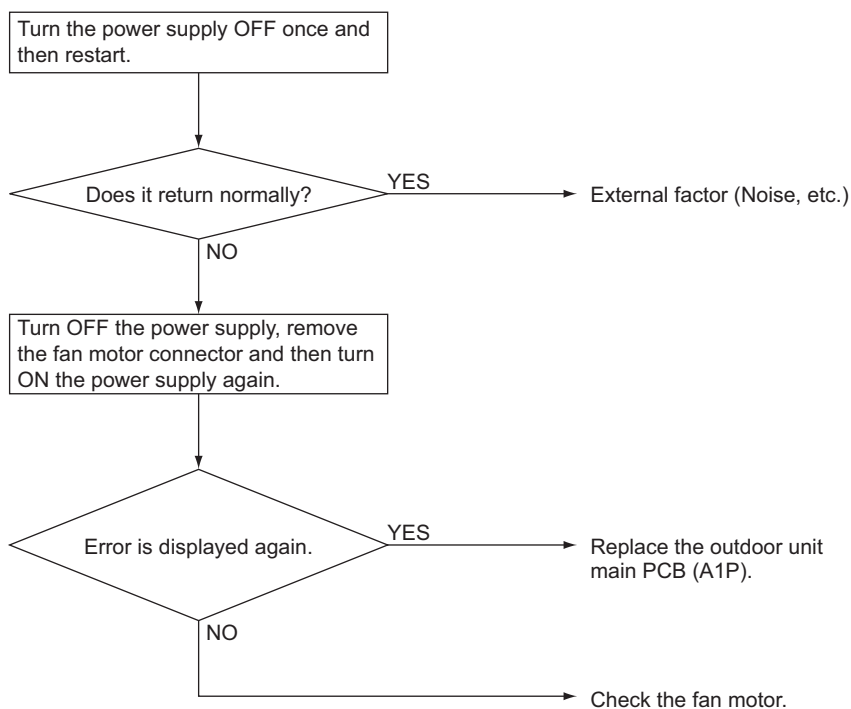 Turn the power supply OFF once and
then restart.
Does it return normally?
YES
External factor (Noise, etc.)
NO
Turn OFF the power supply, remove
the fan motor connector and then turn
ON the power supply again.
Error is displayed again.
YES
Replace the outdoor unit
main PCB (A1P).
NO
Check the fan motor.